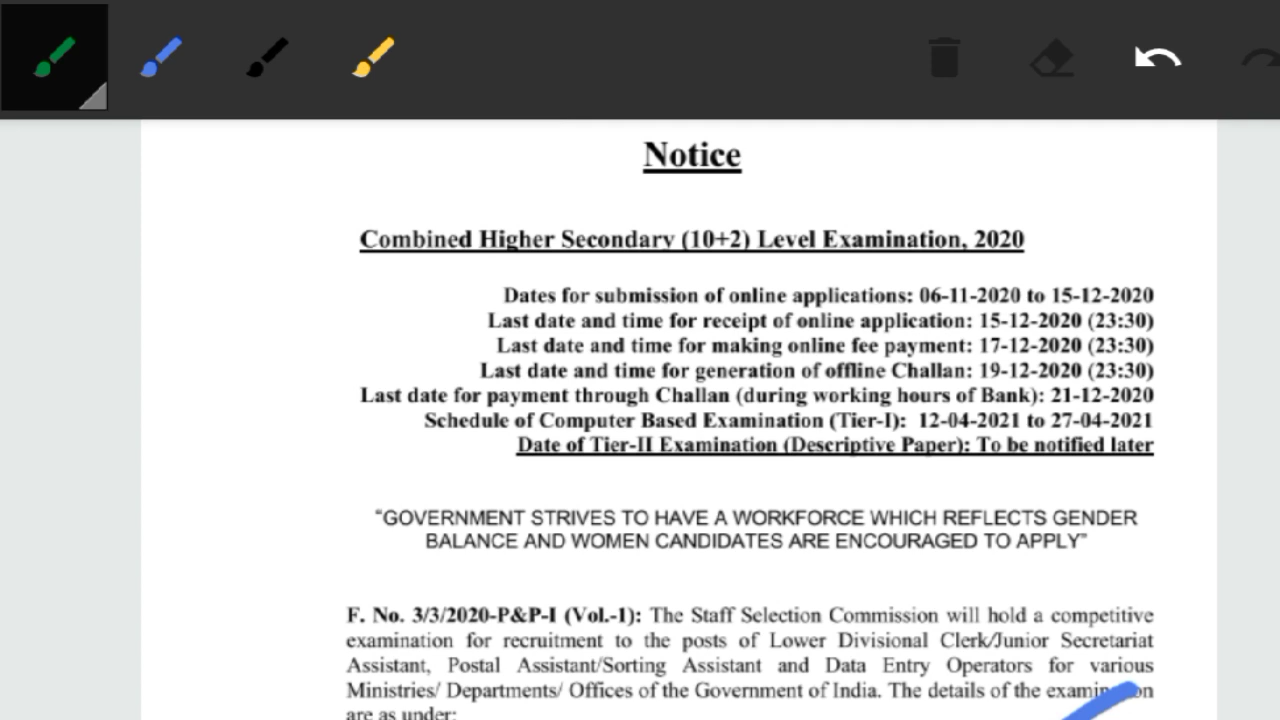 Notice
Combined Higher Secondary (10+2) Level Examination, 2020
Dates for submission of online applications: 06-11-2020 to 15-12-2020
Last date and time for receipt of online application: 15-12-2020 (23:30)
Last date and time for making online fee payment: 17-12-2020 (23:30)
Last date and time for generation of offline Challan: 19-12-2020 (23:30)
Last date for payment through Challan (during working hours of Bank): 21-12-2020
Schedule of Computer Based Examination (Tier-I): 12-04-2021 to 27-04-2021
Date of Tier-II Examination (Descriptive Paper): To be notified later
"GOVERNMENT STRIVES TO HAVE A WORKFORCE WHICH REFLECTS GENDER
BALANCE AND WOMEN CANDIDATES ARE ENCOURAGED TO APPLY"
F. No. 3/3/2020-P&P-I (Vol.-1): The Staff Selection Commission will hold a competitive
examination for recruitment to the posts of Lower Divisional Clerk/Junior Secretariat
Assistant, Postal Assistant/Sorting Assistant and Data Entry Operators for various
Ministries/ Departments/ Offices of the Government of India. The details of the examination
are as under: